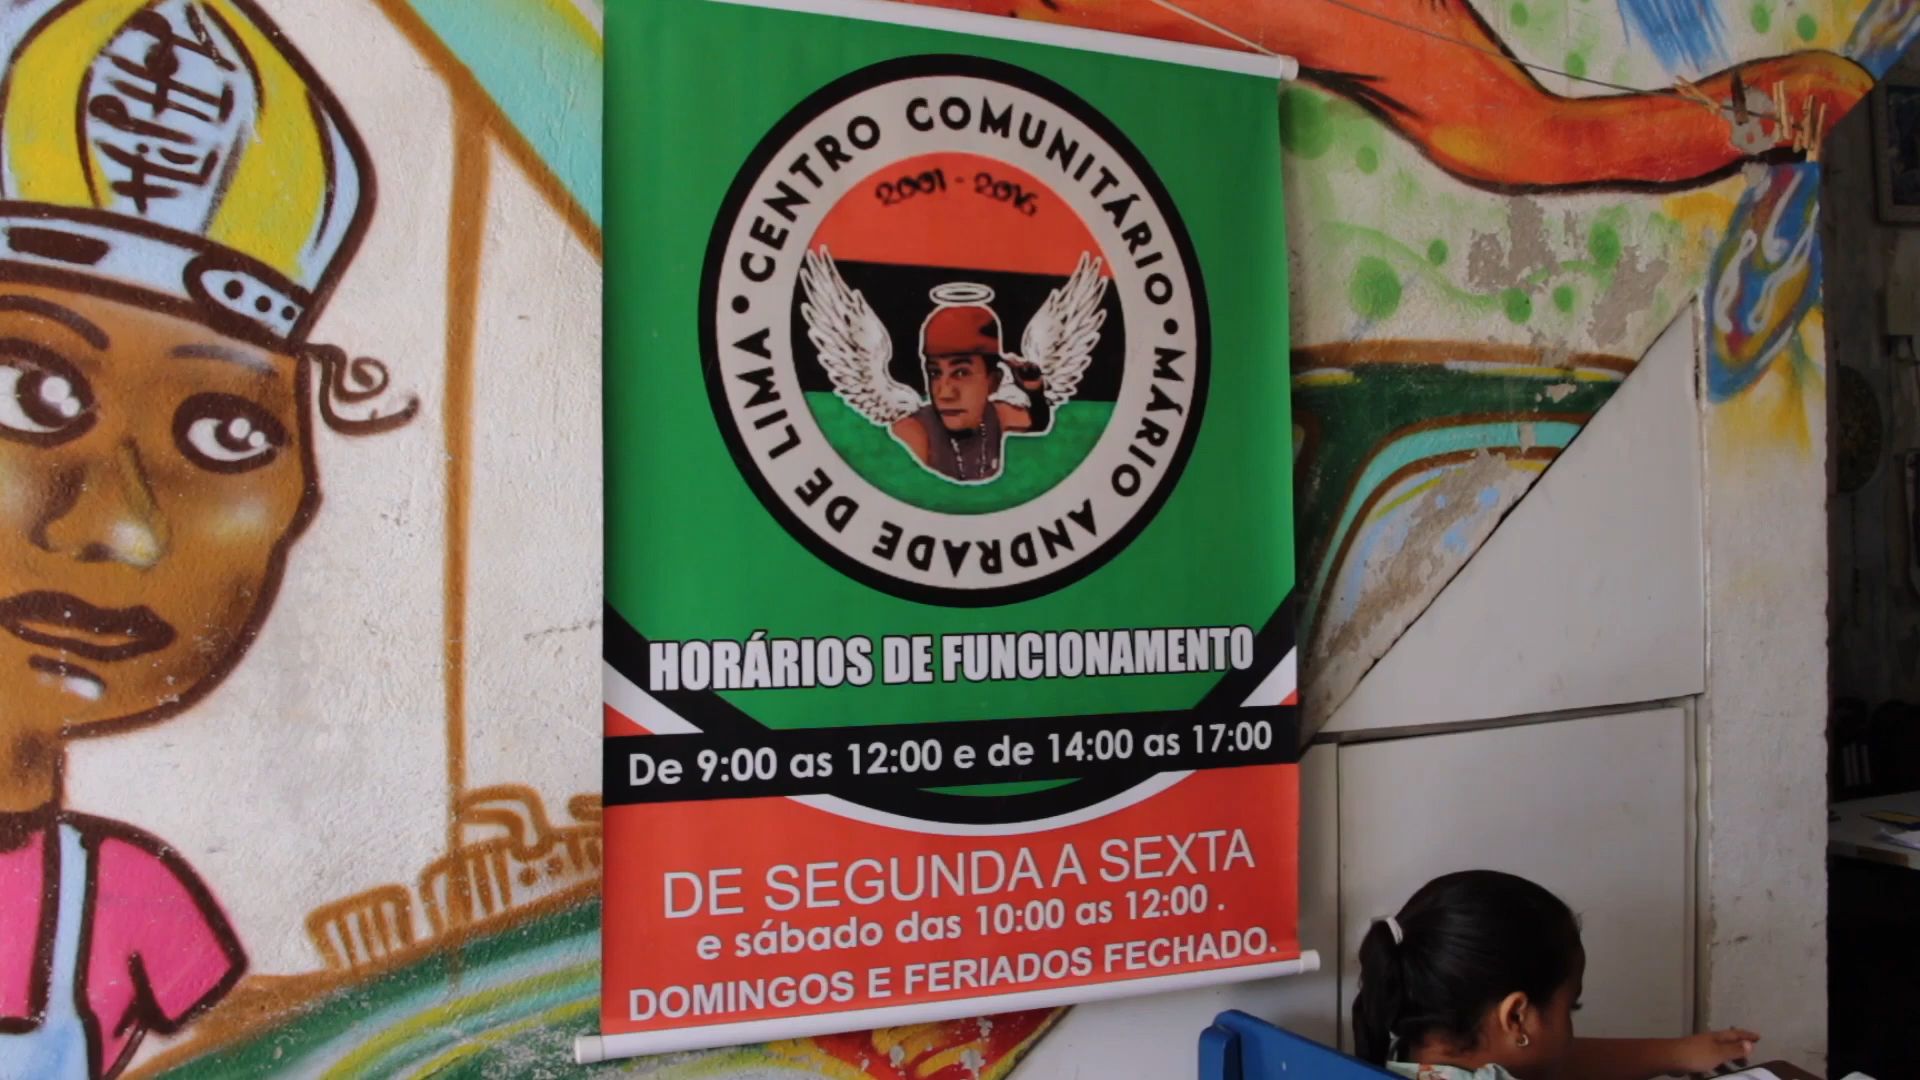 CENTRO COMUNITÁRIO • MÁRIO ANDRADE DE LIMA •
2001 - 2016
HORÁRIOS DE FUNCIONAMENTO
De 9:00 as 12:00 e de 14:00 as 17:00
DE SEGUNDA A SEXTA
e sábado das 10:00 as 12:00 .
DOMINGOS E FERIADOS FECHADO.